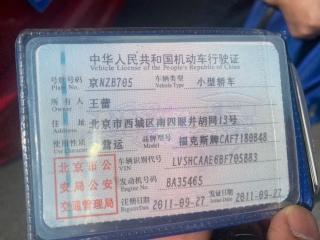 中华人民共和国机动车行驶证
Vehicle License of the People's Republic of China
号牌号码 京NZB705 车辆类型 小型轿车
Plate No. Vehicle Type
所有人 王蕾
Owner
住址 北京市西城区南四眼井胡同13号
Address
使用性质 营运 品牌型号 福克斯牌CAF7180B48
北京市公 车辆识别代号 LVSHCAAE6BF705883
VIN
安局公安 发动机号码 BA35465
Engine No.
交通管理局 注册日期 2011-09-27 发证日期 2011-09-27
Register Date Issue Date